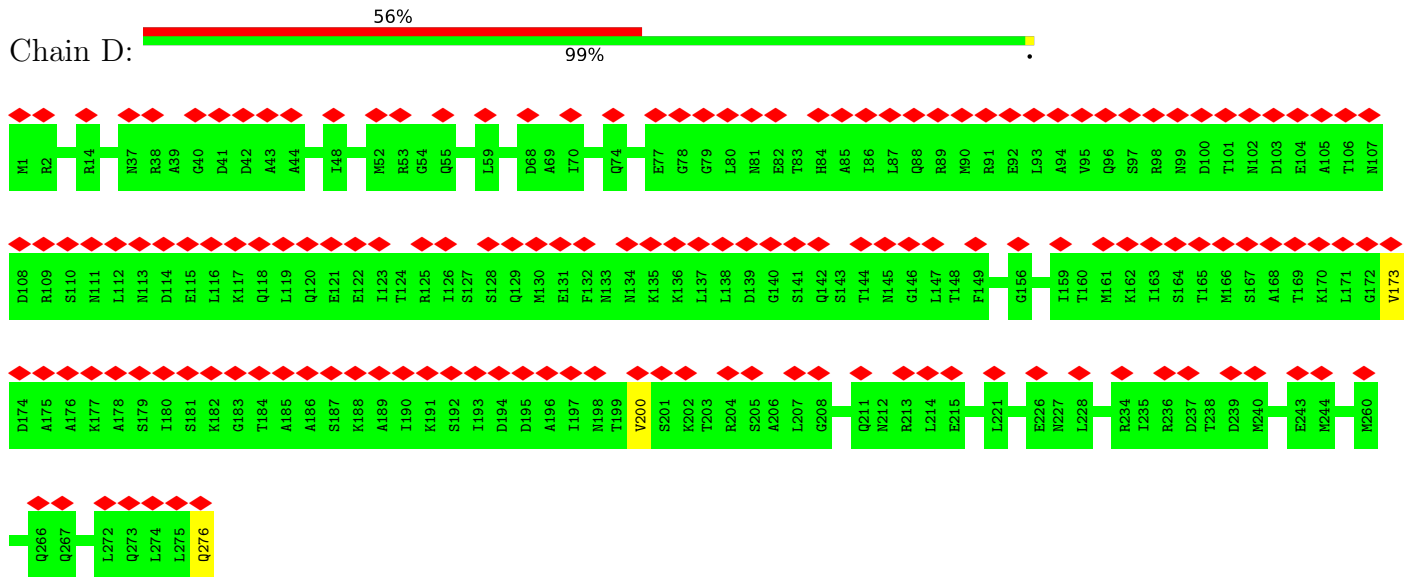 56%
Chain D:
99% .
M1 R2 R14 N37 R38 A39 G40 D41 D42 A43 A44 I48 M52 R53 G54 Q55 L59 D68 A69 I70 Q74 E77 G78 G79 L80 N81 E82 T83 H84 A85 I86 L87 Q88 R89 M90 R91 E92 L93 A94 V95 Q96 S97 R98 N99 D100 T101 N102 D103 E104 A105 T106 N107
D108 R109 S110 N111 L112 N113 D114 E115 L116 K117 Q118 L119 Q120 E121 E122 I123 T124 R125 I126 S127 S128 Q129 M130 E131 F132 N133 N134 K135 K136 L137 L138 D139 G140 S141 Q142 S143 T144 N145 G146 L147 T148 F149 G156 I159 T160 M161 K162 I163 S164 T165 M166 S167 A168 T169 K170 L171 G172 V173
D174 A175 A176 K177 A178 S179 I180 S181 K182 G183 T184 A185 A186 S187 K188 A189 I190 K191 S192 I193 D194 D195 A196 I197 N198 T199 V200 S201 K202 T203 R204 S205 A206 L207 G208 Q211 N212 R213 L214 E215 L221 E226 N227 L228 R234 I235 R236 D237 T238 D239 M240 E243 M244 M260
Q266 Q267 L272 Q273 L274 L275 Q276